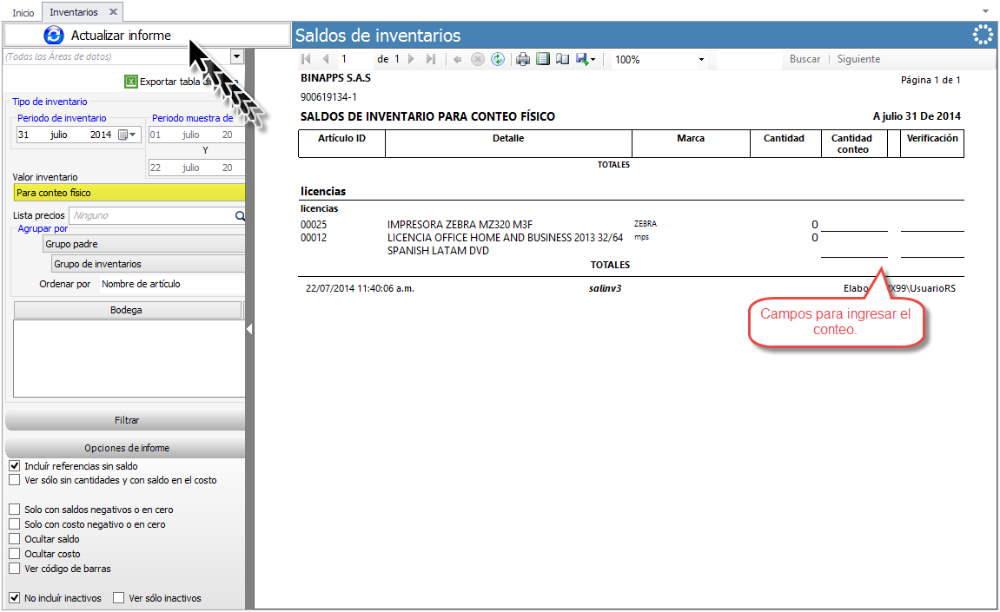 Inicio
Inventarios
Actualizar informe
Saldos de inventarios
(Todas las Áreas de datos)
1 de 1
100%
Buscar
Siguiente
Exportar tabla
Tipo de inventario
Periodo de inventario
Periodo muestra de
31 julio 2014
01 julio 20
Y
22 julio 20
Valor inventario
Para conteo físico
Lista precios Ninguno
Agrupar por
Grupo padre
Grupo de inventarios
Ordenar por Nombre de artículo
Bodega
Filtrar
Opciones de informe
Incluír referencias sin saldo
Ver sólo sin cantidades y con saldo en el costo
Solo con saldos negativos o en cero
Solo con costo negativo o en cero
Ocultar saldo
Ocultar costo
Ver código de barras
No incluír inactivos
Ver sólo inactivos
BINAPPS S.A.S
Página 1 de 1
900619134-1
SALDOS DE INVENTARIO PARA CONTEO FÍSICO
A julio 31 De 2014
Artículo ID Detalle Marca Cantidad Cantidad conteo Verificación
TOTALES
licencias
licencias
00025 IMPRESORA ZEBRA MZ320 M3F ZEBRA 0
00012 LICENCIA OFFICE HOME AND BUSINESS 2013 32/64 mps 0
SPANISH LATAM DVD
TOTALES
22/07/2014 11:40:06 a.m. salinv3 Elabo X99\UsuarioRS
Campos para ingresar el
conteo.